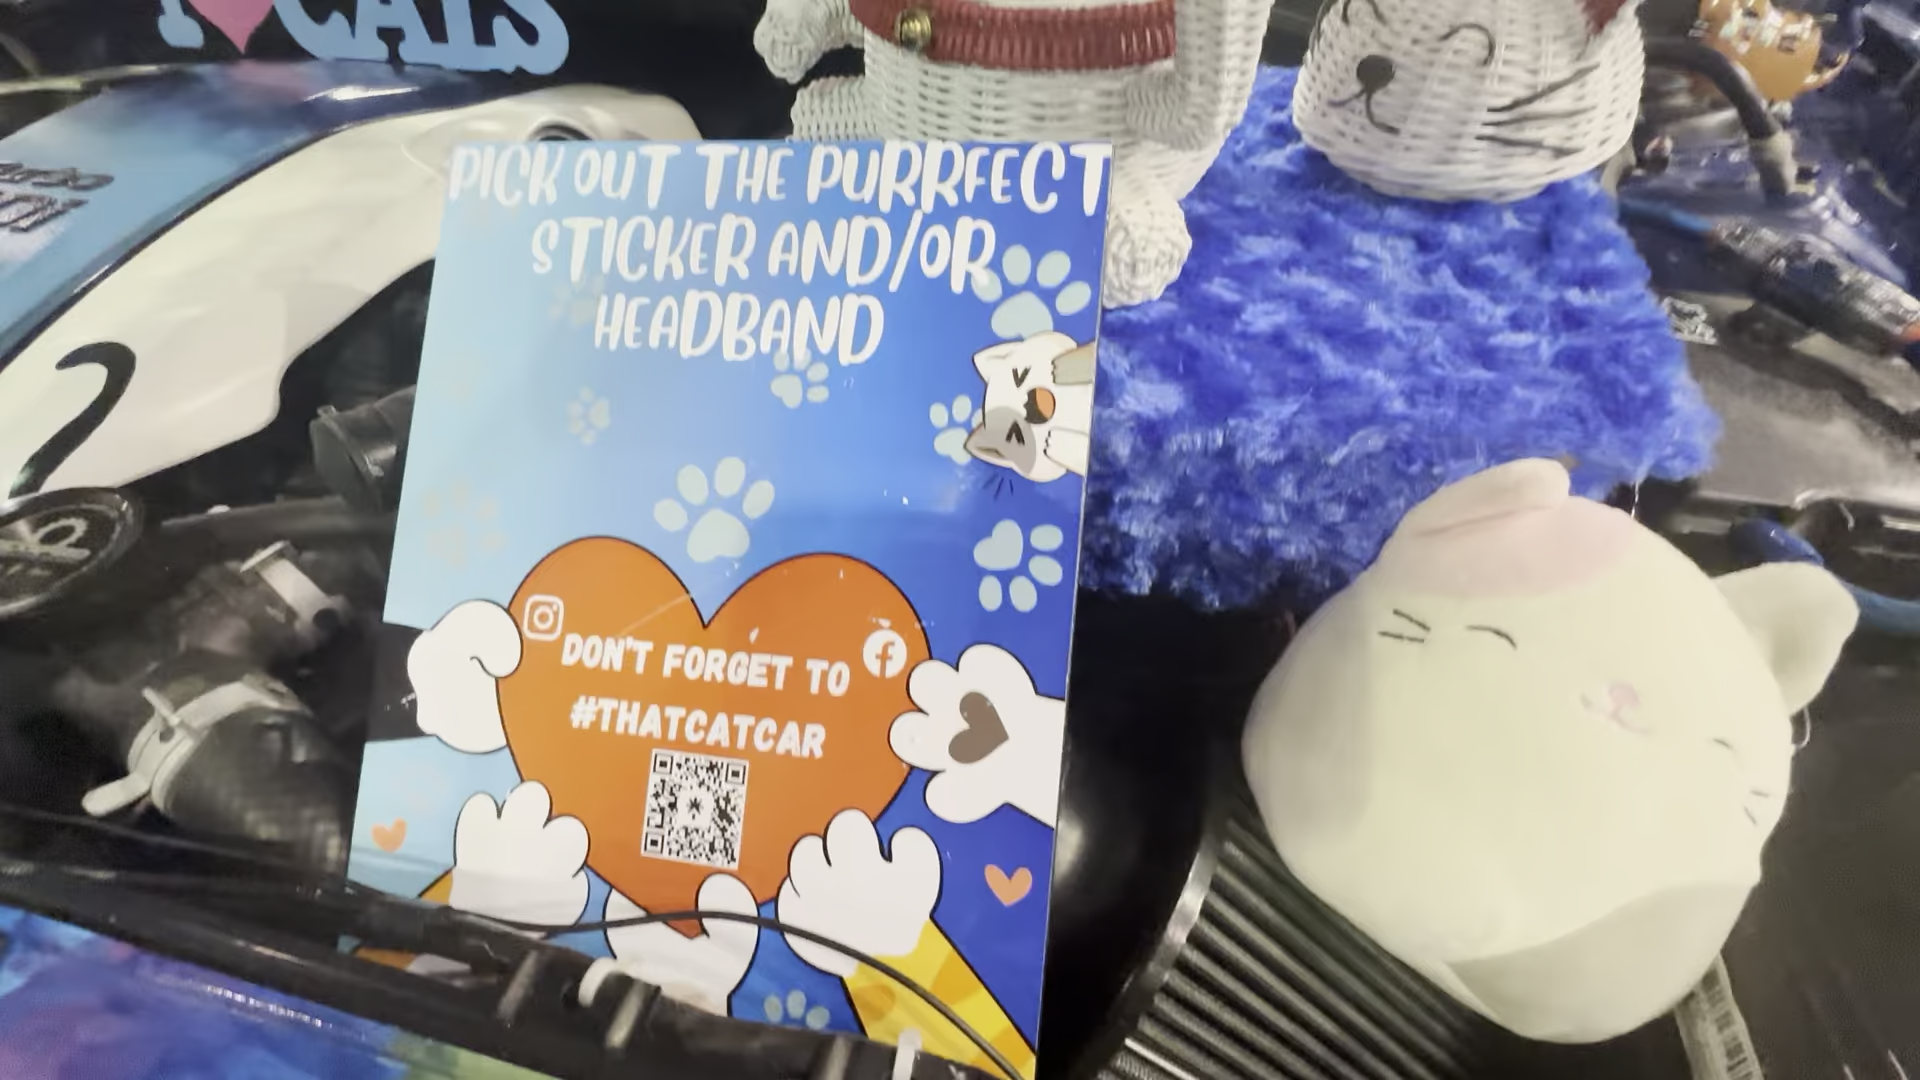 I CATS
PICK OUT THE PURRFECT
STICKER AND/OR
HEADBAND
DON'T FORGET TO
#THATCATCAR